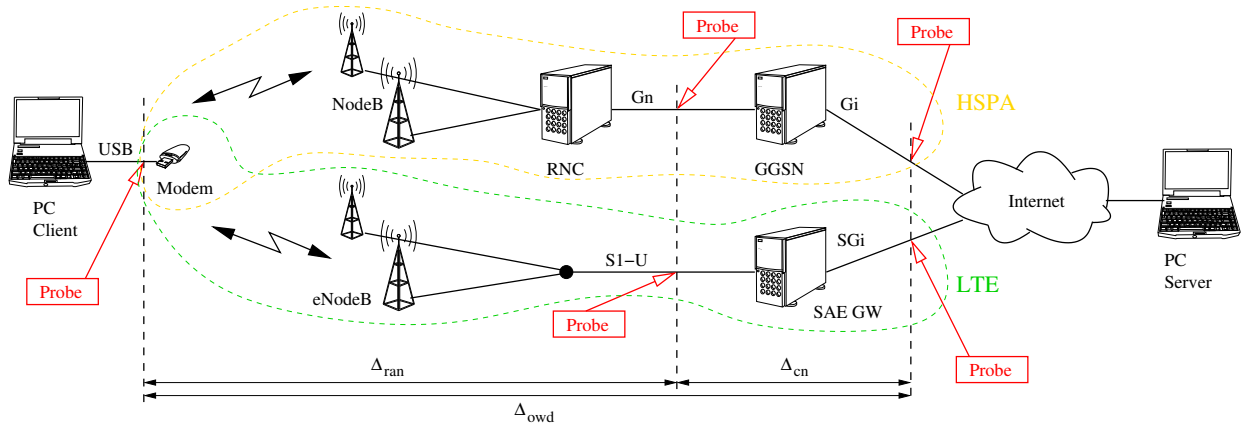 Probe
Probe
NodeB
Gn
Gi
HSPA
USB
RNC
GGSN
Modem
PC
Client
Internet
S1−U
SGi
PC
Server
Probe
eNodeB
Probe
SAE GW
LTE
Probe
Δran
Δcn
Δowd